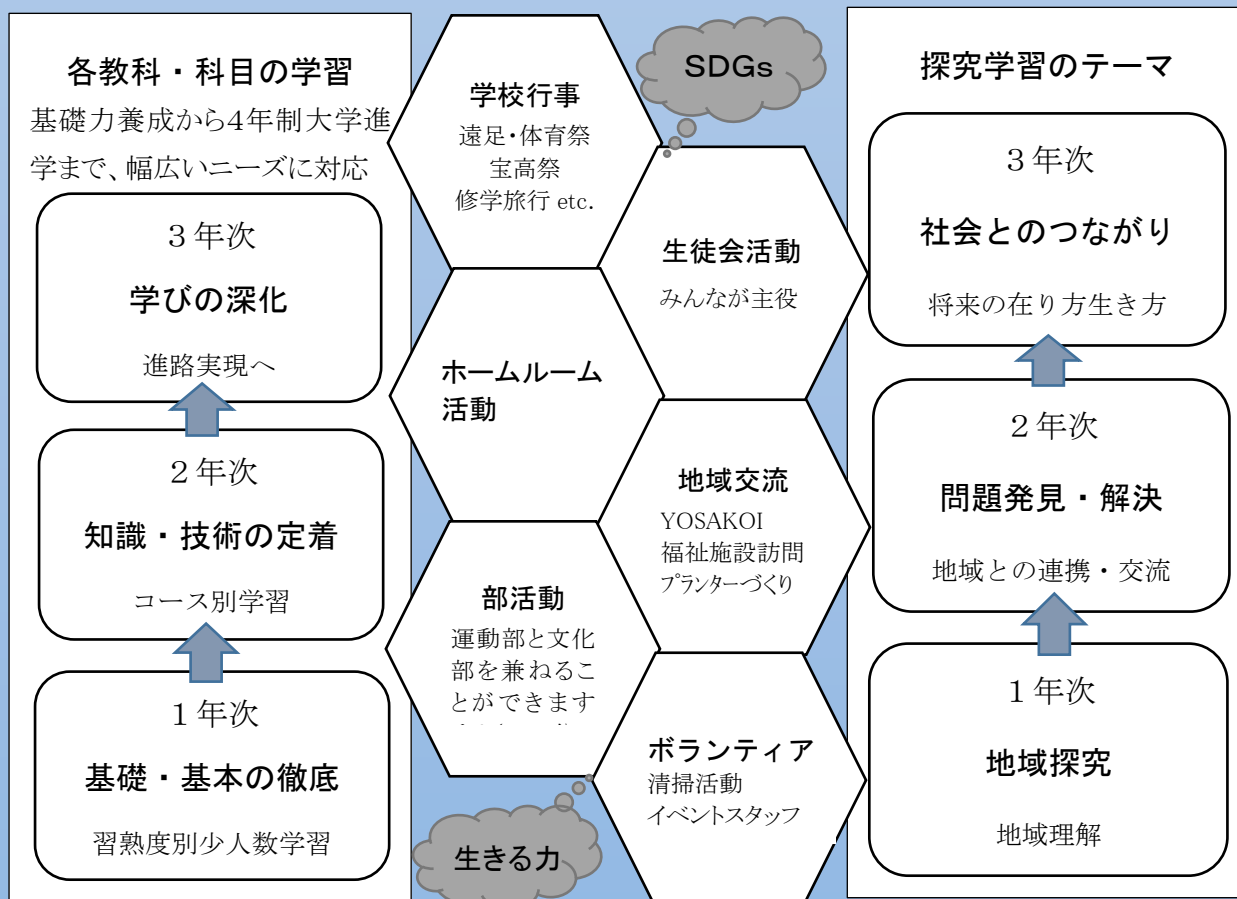 各教科・科目の学習
基礎力養成から4年制大学進
学まで、幅広いニーズに対応
３年次
学びの深化
進路実現へ
２年次
知識・技術の定着
コース別学習
１年次
基礎・基本の徹底
習熟度別少人数学習
学校行事
遠足・体育祭
宝高祭
修学旅行 etc.
ホームルーム
活動
部活動
運動部と文化
部を兼ねるこ
とができます
生きる力
SDGs
生徒会活動
みんなが主役
地域交流
YOSAKOI
福祉施設訪問
プランターづくり
ボランティア
清掃活動
イベントスタッフ
探究学習のテーマ
３年次
社会とのつながり
将来の在り方生き方
２年次
問題発見・解決
地域との連携・交流
１年次
地域探究
地域理解